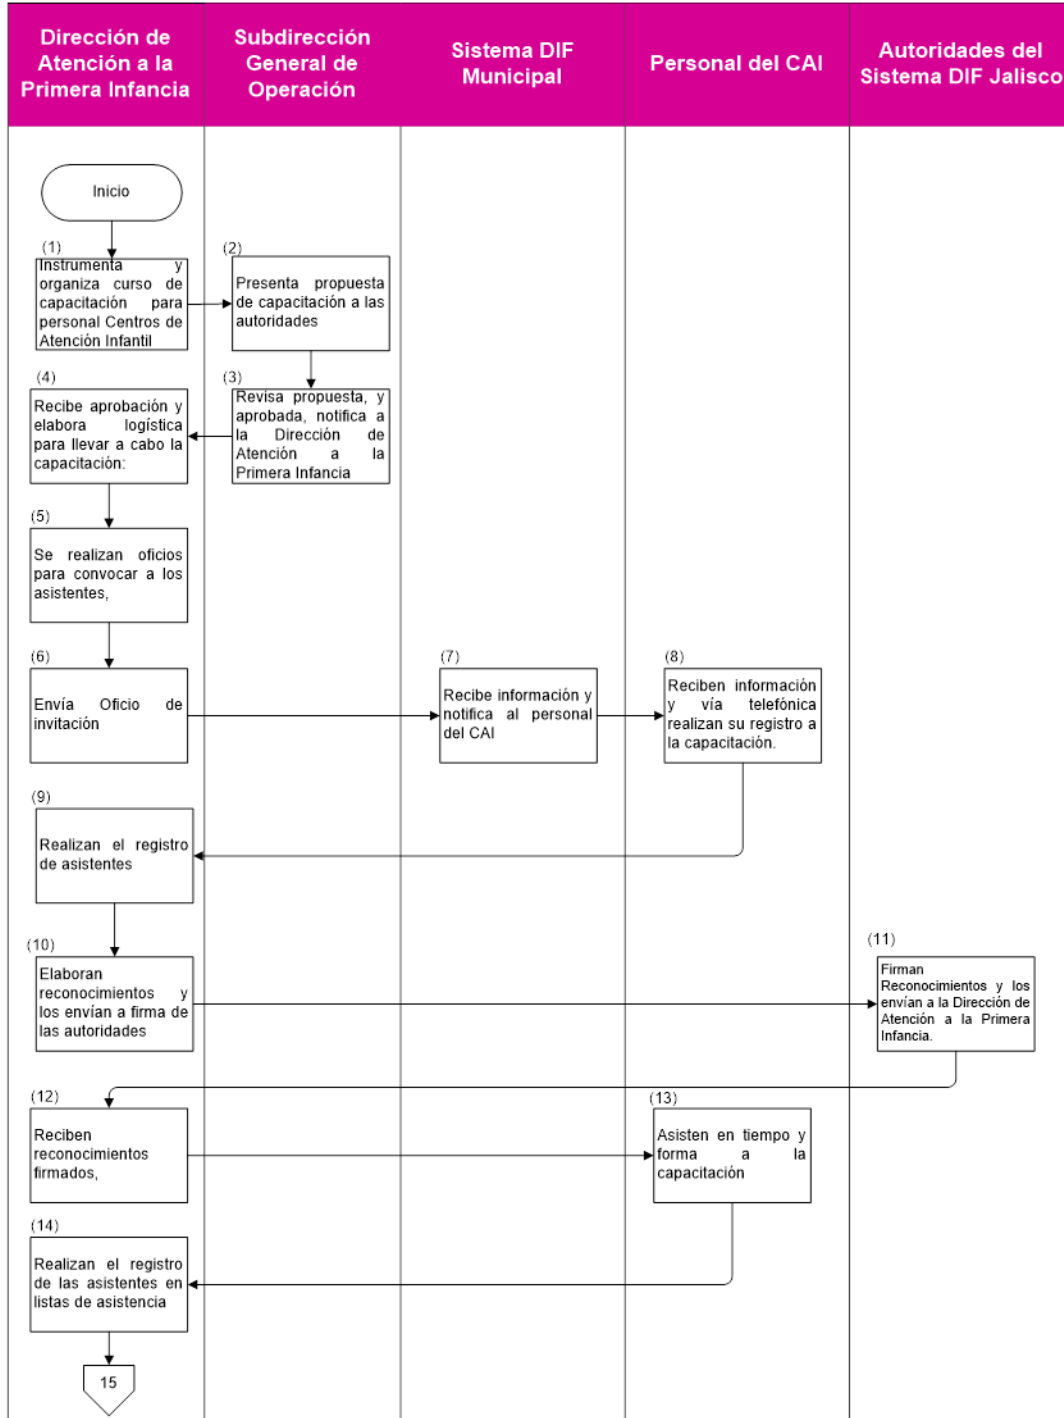 Dirección de
Atención a la
Primera Infancia
Subdirección
General de
Operación
Sistema DIF
Municipal
Personal del CAI
Autoridades del
Sistema DIF Jalisco
Inicio
(1)
Instrumenta y
organiza curso de
capacitación para
personal Centros de
Atención Infantil
(2)
Presenta propuesta
de capacitación a las
autoridades
(3)
Revisa propuesta, y
aprobada, notifica a
la Dirección de
Atención a la
Primera Infancia
(4)
Recibe aprobación y
elabora logística
para llevar a cabo la
capacitación:
(5)
Se realizan oficios
para convocar a los
asistentes,
(6)
Envía Oficio de
invitación
(7)
Recibe información y
notifica al personal
del CAI
(8)
Reciben información
y vía telefónica
realizan su registro a
la capacitación.
(9)
Realizan el registro
de asistentes
(10)
Elaboran
reconocimientos y
los envían a firma de
las autoridades
(11)
Firman
Reconocimientos y los
envían a la Dirección de
Atención a la Primera
Infancia.
(12)
Reciben
reconocimientos
firmados,
(13)
Asisten en tiempo y
forma a la
capacitación
(14)
Realizan el registro
de las asistentes en
listas de asistencia
15